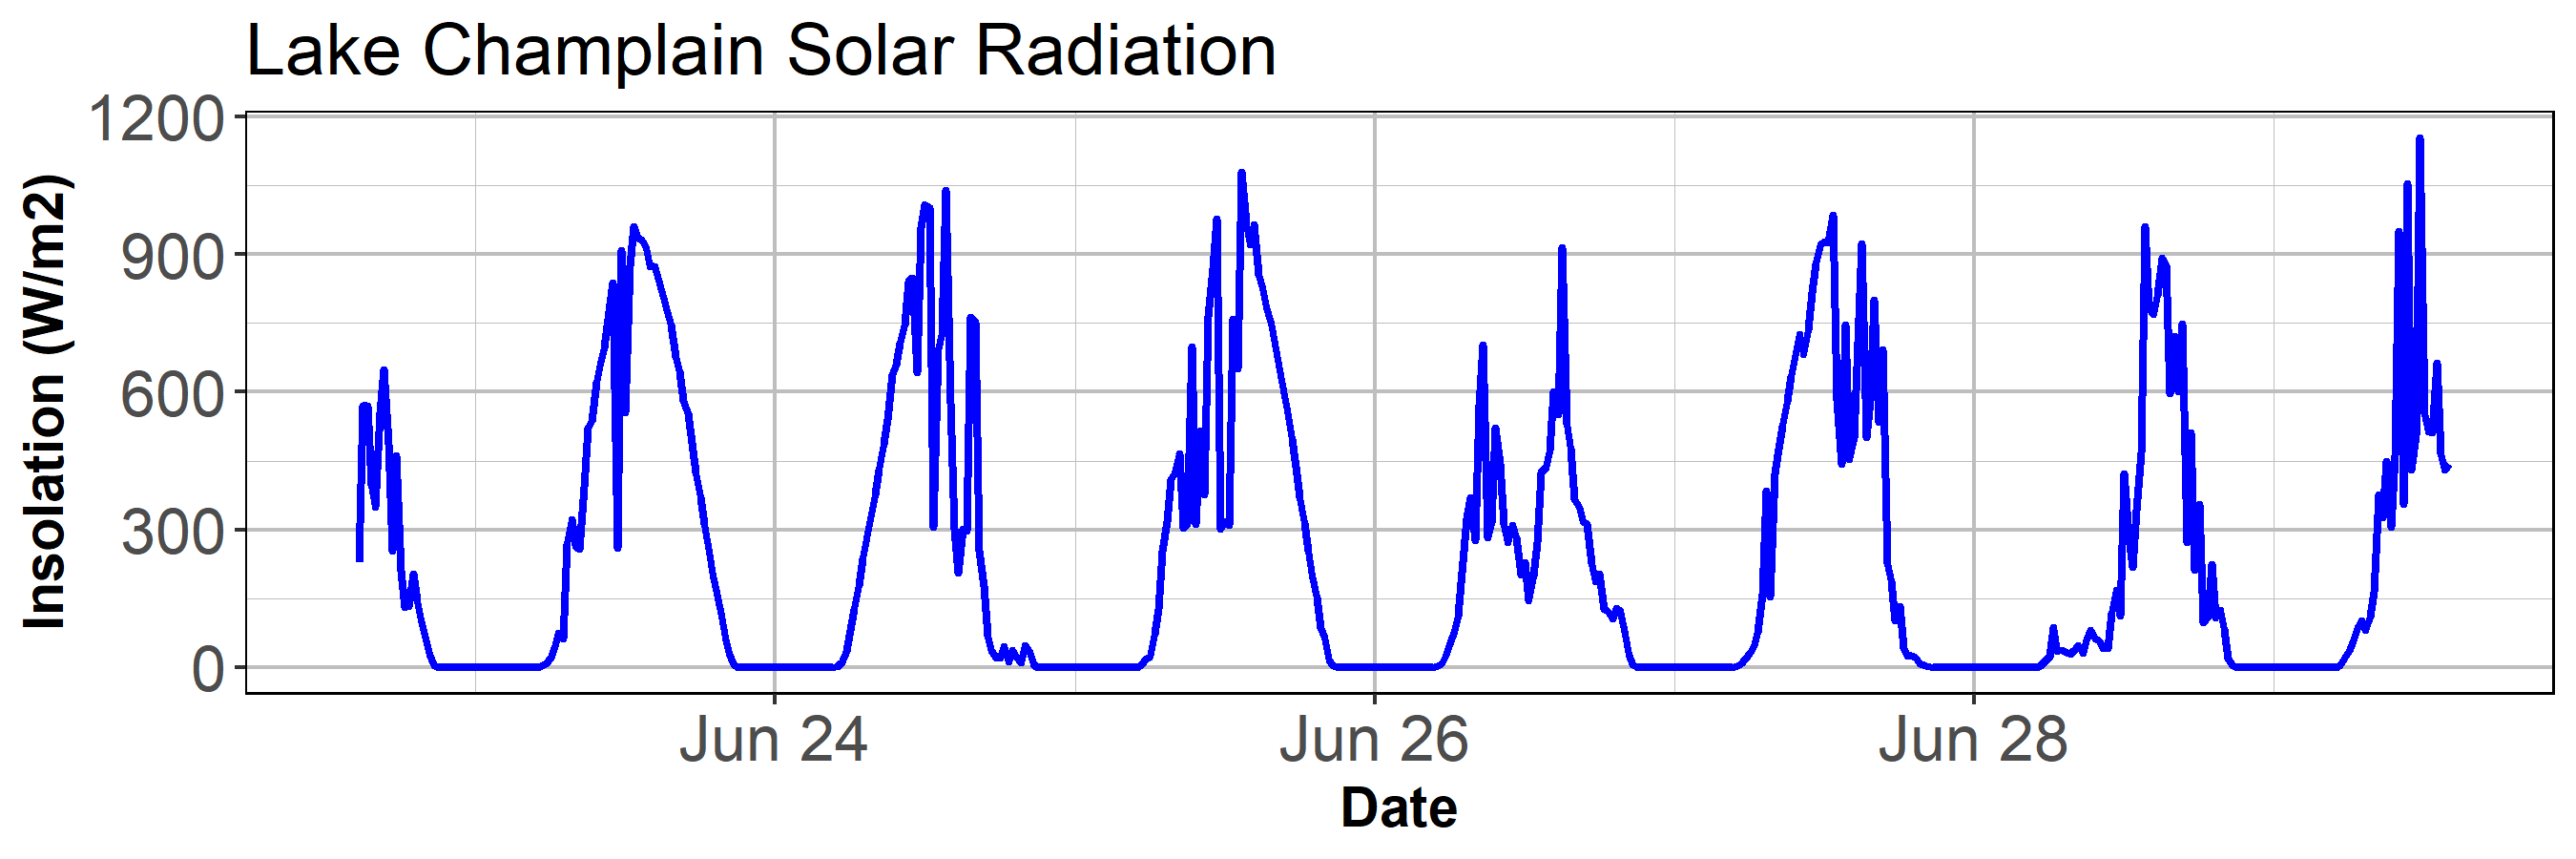 Lake Champlain Solar Radiation
Insolation (W/m2)
1200
900
600
300
0
Jun 24
Jun 26
Jun 28
Date